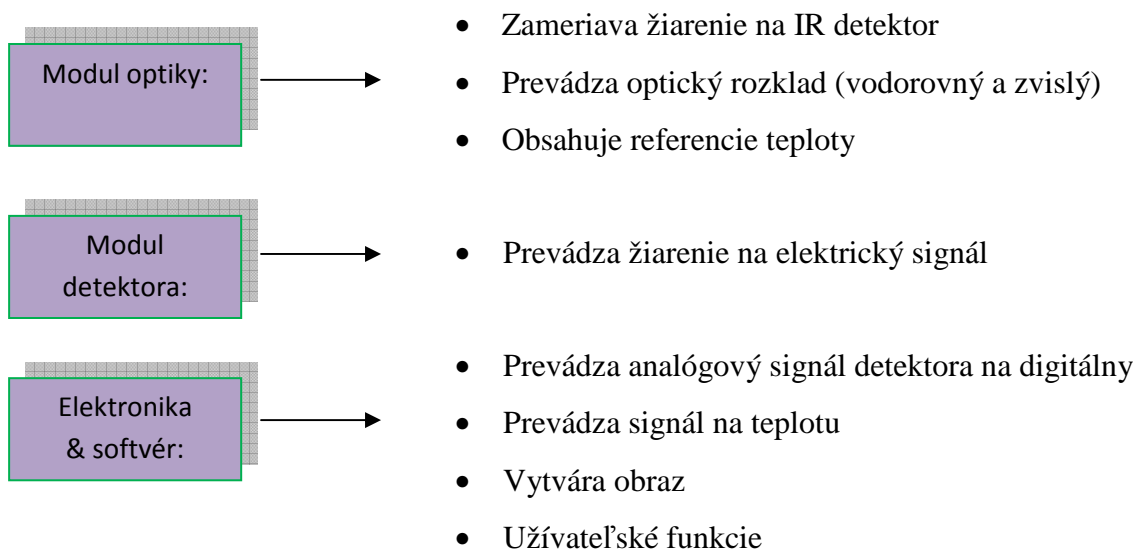 Modul optiky:
• Zameriava žiarenie na IR detektor
• Prevádza optický rozklad (vodorovný a zvislý)
• Obsahuje referencie teploty
Modul
detektora:
• Prevádza žiarenie na elektrický signál
Elektronika
& softvér:
• Prevádza analógový signál detektora na digitálny
• Prevádza signál na teplotu
• Vytvára obraz
• Užívateľské funkcie